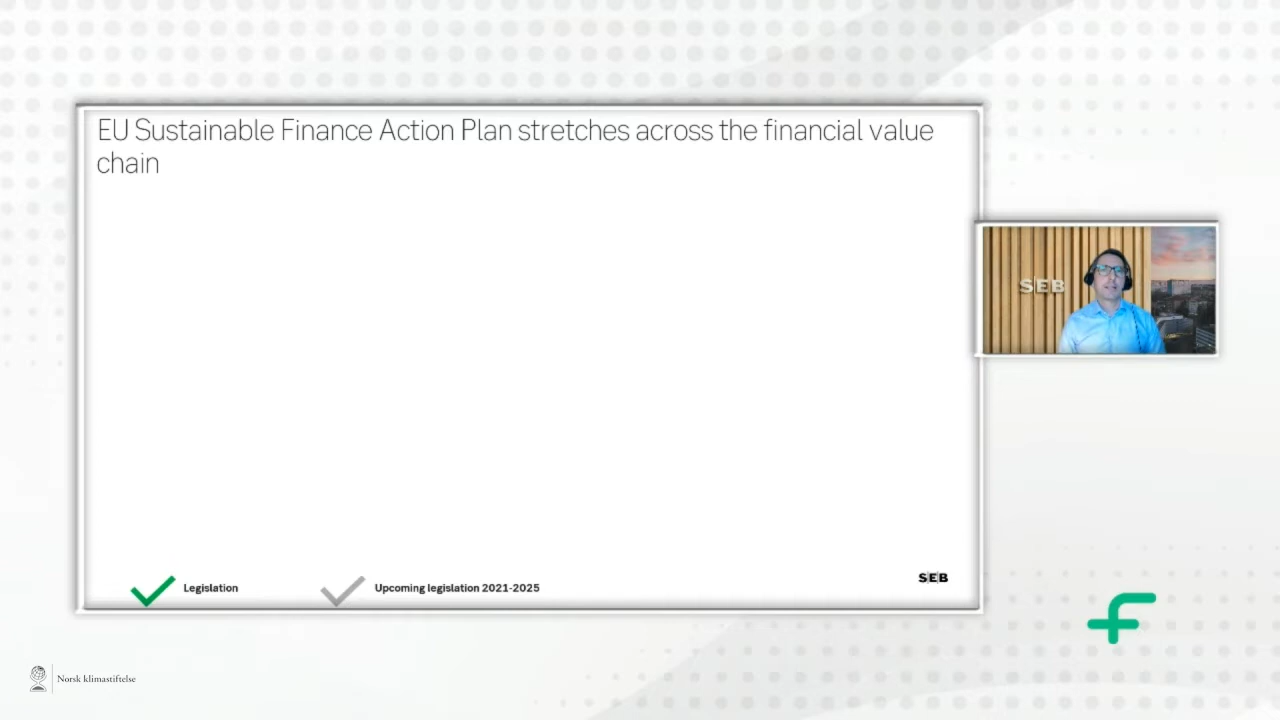 EU Sustainable Finance Action Plan stretches across the financial value
chain
SEB
Legislation
Upcoming legislation 2021-2025
SEB
Norsk klimastiftelse